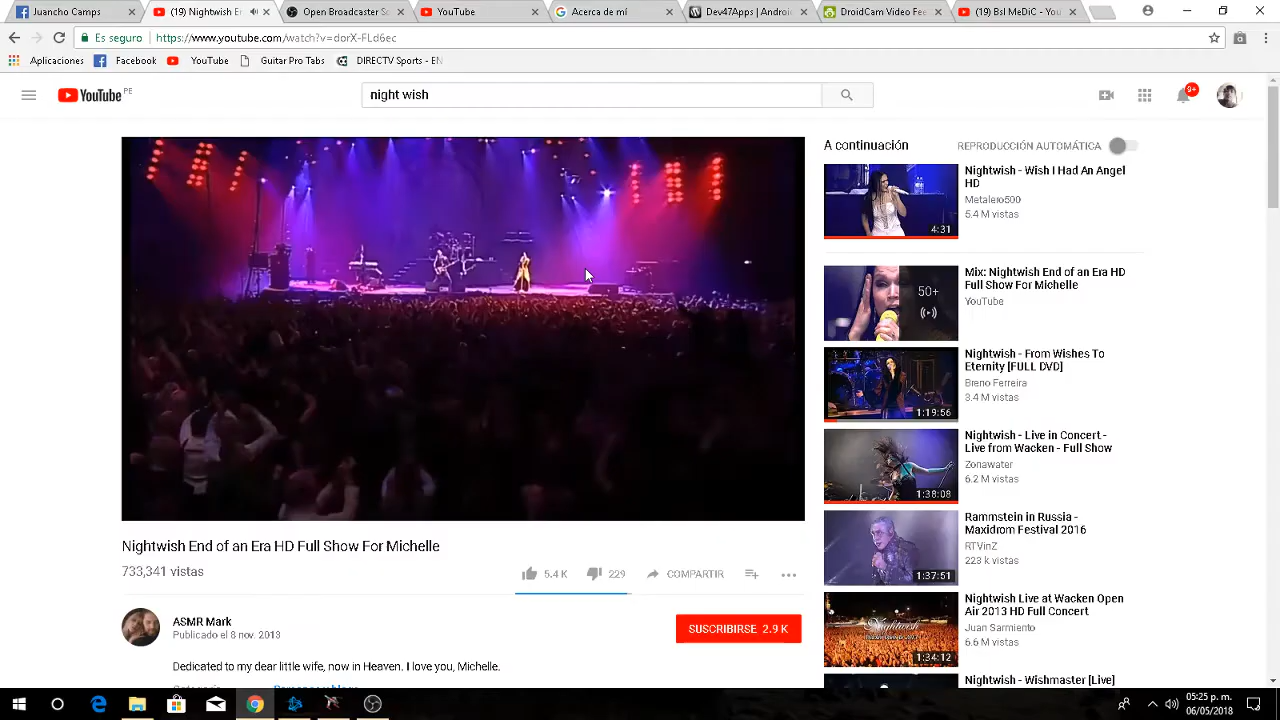 Juancho Camps
(19) Nightwish E
Open Broadcaster So
YouTube
Acerca de mí
Dev47Apps | Android
DroidCam Video Fee
(19) Bsl MeDiC - You
Es seguro
https://www.youtube.com/watch?v=dorX-FLd6ec
Aplicaciones
Facebook
YouTube
Guitar Pro Tabs
DIRECTV Sports - EN
YouTube PE
night wish
9+
A continuación
REPRODUCCIÓN AUTOMÁTICA
Nightwish - Wish I Had An Angel
HD
Metalero500
5.4 M vistas
4:31
Mix: Nightwish End of an Era HD
Full Show For Michelle
YouTube
50+
Nightwish - From Wishes To
Eternity [FULL DVD]
Breno Ferreira
3.4 M vistas
1:19:56
Nightwish - Live in Concert -
Live from Wacken - Full Show
Zonawater
6.2 M vistas
1:38:08
Rammstein in Russia -
Maxidrom Festival 2016
RTVinZ
223 k vistas
1:37:51
Nightwish Live at Wacken Open
Air 2013 HD Full Concert
Juan Sarmiento
6.6 M vistas
Nightwish
1:34:12
Nightwish - Wishmaster [Live]
Nightwish End of an Era HD Full Show For Michelle
733,341 vistas
5.4 K
229
COMPARTIR
ASMR Mark
Publicado el 8 nov. 2013
SUSCRIBIRSE 2.9 K
Dedicated to my dear little wife, now in Heaven. I love you, Michelle.
05:25 p. m.
06/05/2018